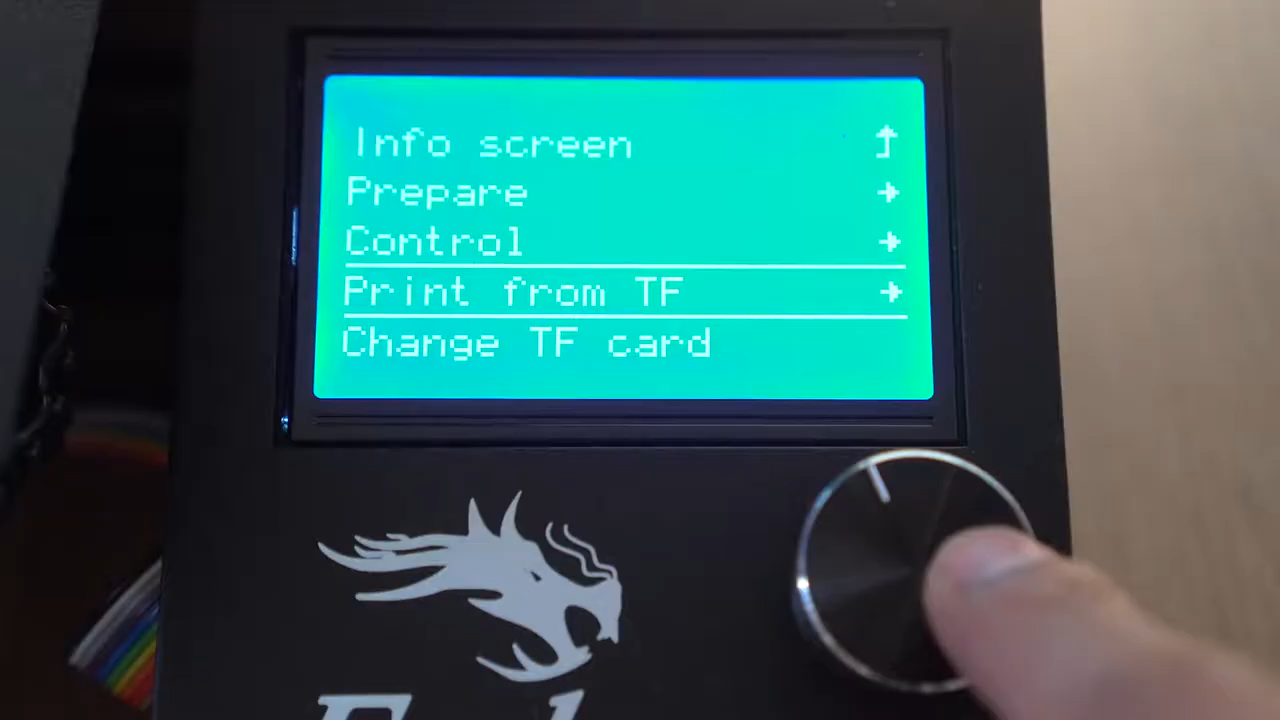 Info screen
Prepare
Control
Print from TF
Change TF card